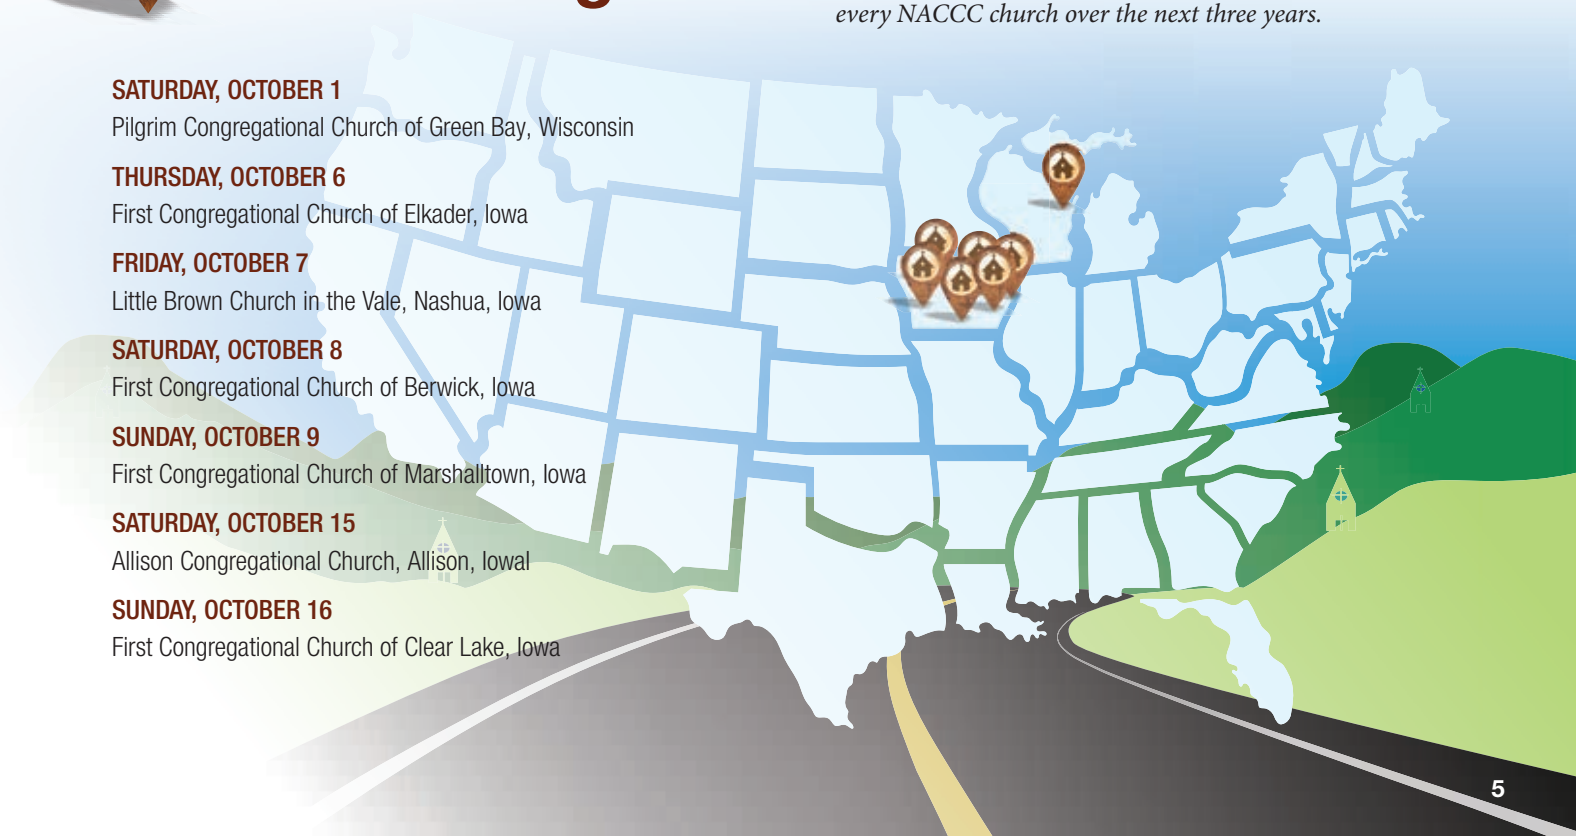 every NACCC church over the next three years.
SATURDAY, OCTOBER 1
Pilgrim Congregational Church of Green Bay, Wisconsin
THURSDAY, OCTOBER 6
First Congregational Church of Elkader, Iowa
FRIDAY, OCTOBER 7
Little Brown Church in the Vale, Nashua, Iowa
SATURDAY, OCTOBER 8
First Congregational Church of Berwick, Iowa
SUNDAY, OCTOBER 9
First Congregational Church of Marshalltown, Iowa
SATURDAY, OCTOBER 15
Allison Congregational Church, Allison, Iowal
SUNDAY, OCTOBER 16
First Congregational Church of Clear Lake, Iowa
5